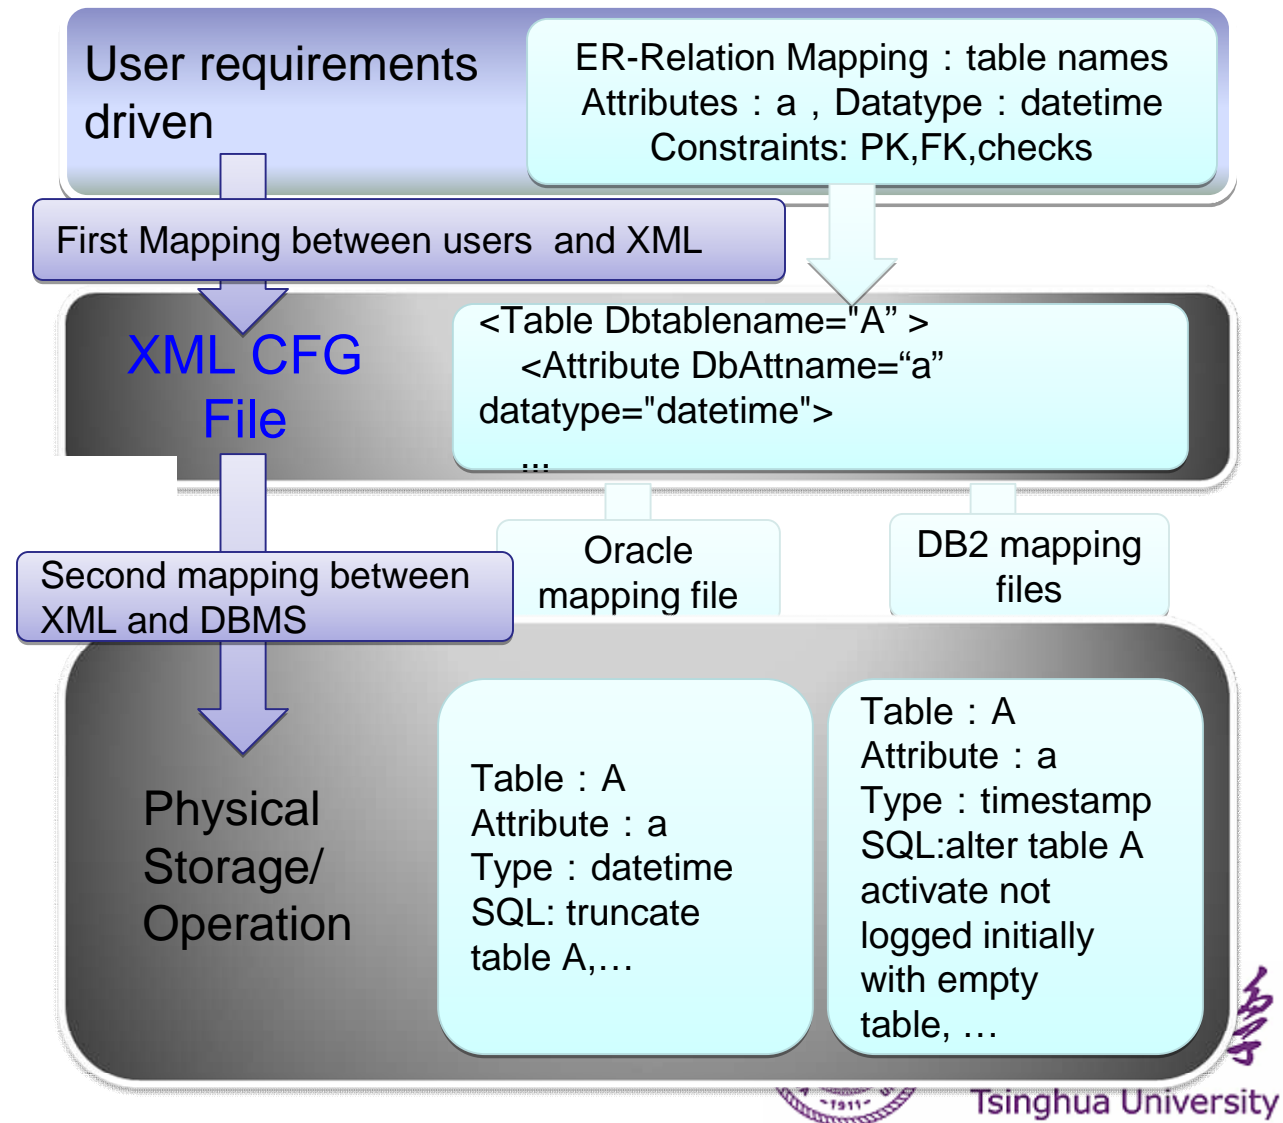 User requirements
driven
ER-Relation Mapping：table names
Attributes：a , Datatype：datetime
Constraints: PK,FK,checks
First Mapping between users  and XML
XML CFG
File
<Table Dbtablename="A” >
<Attribute DbAttname=“a”
datatype="datetime">
...
Second mapping between
XML and DBMS
Oracle
mapping file
DB2 mapping
files
Physical
Storage/
Operation
Table：A
Attribute：a
Type：datetime
SQL: truncate
table A,…
Table：A
Attribute：a
Type：timestamp
SQL:alter table A
activate not
logged initially
with empty
table, …
-1911-
Tsinghua University